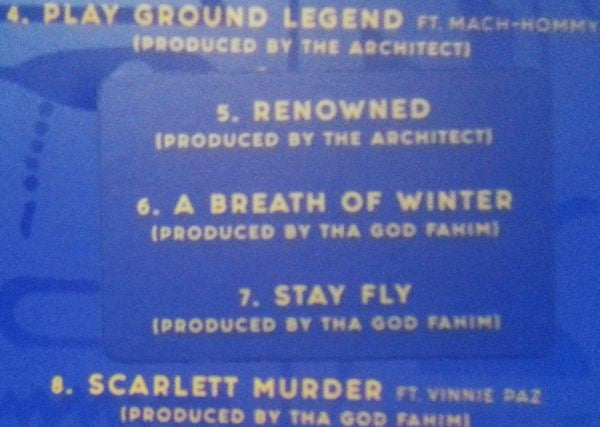 4. PLAY GROUND LEGEND FT. MACH-HOMMY
(PRODUCED BY THE ARCHITECT)
5. RENOWNED
(PRODUCED BY THE ARCHITECT)
6. A BREATH OF WINTER
(PRODUCED BY THA GOD FAHIM)
7. STAY FLY
(PRODUCED BY THA GOD FAHIM)
8. SCARLETT MURDER FT. VINNIE PAZ
(PRODUCED BY THA GOD FAHIM)